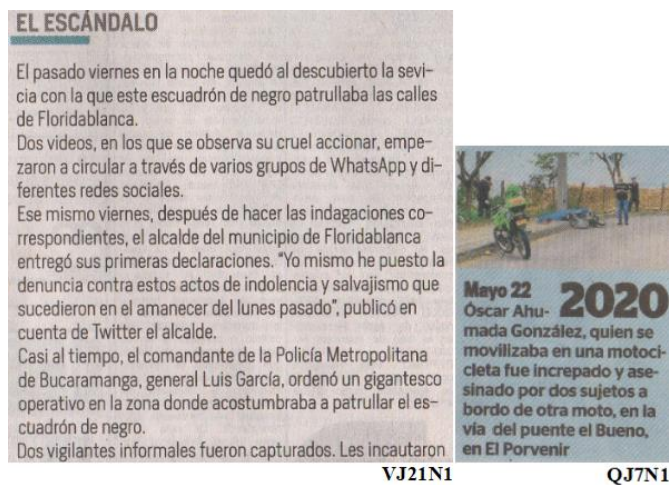 EL ESCÁNDALO
El pasado viernes en la noche quedó al descubierto la sevi-
cia con la que este escuadrón de negro patrullaba las calles
de Floridablanca.
Dos videos, en los que se observa su cruel accionar, empe-
zaron a circular a través de varios grupos de WhatsApp y di-
ferentes redes sociales.
Ese mismo viernes, después de hacer las indagaciones co-
rrespondientes, el alcalde del municipio de Floridablanca
entregó sus primeras declaraciones. “Yo mismo he puesto la
denuncia contra estos actos de indolencia y salvajismo que
sucedieron en el amanecer del lunes pasado”, publicó en
cuenta de Twitter el alcalde.
Casi al tiempo, el comandante de la Policía Metropolitana
de Bucaramanga, general Luis García, ordenó un gigantesco
operativo en la zona donde acostumbraba a patrullar el es-
cuadrón de negro.
Dos vigilantes informales fueron capturados. Les incautaron
VJ21N1
Mayo 22 2020
Óscar Ahu-
mada González, quien se
movilizaba en una motoci-
cleta fue increpado y ase-
sinado por dos sujetos a
bordo de otra moto, en la
vía del puente el Bueno,
en El Porvenir
QJ7N1